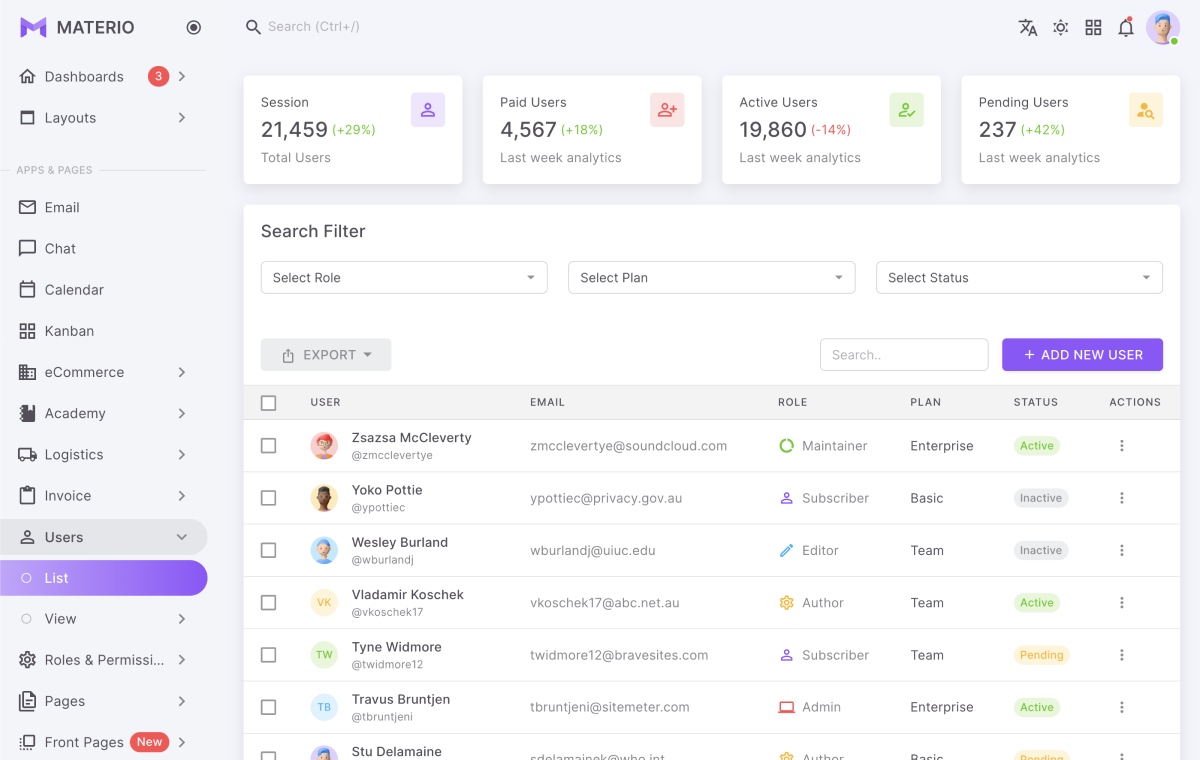 MATERIO
Search (Ctrl+/)
Dashboards 3
Layouts
APPS & PAGES
Email
Chat
Calendar
Kanban
eCommerce
Academy
Logistics
Invoice
Users
List
View
Roles & Permissi...
Pages
Front Pages New
Session
21,459 (+29%)
Total Users
Paid Users
4,567 (+18%)
Last week analytics
Active Users
19,860 (-14%)
Last week analytics
Pending Users
237 (+42%)
Last week analytics
Search Filter
Select Role
Select Plan
Select Status
EXPORT
Search..
+ ADD NEW USER
USER EMAIL ROLE PLAN STATUS ACTIONS
Zsazsa McCleverty
@zmcclevertye
zmcclevertye@soundcloud.com Maintainer Enterprise Active
Yoko Pottie
@ypottiec
ypottiec@privacy.gov.au Subscriber Basic Inactive
Wesley Burland
@wburlandj
wburlandj@uiuc.edu Editor Team Inactive
VK
Vladamir Koschek
@vkoschek17
vkoschek17@abc.net.au Author Team Active
TW
Tyne Widmore
@twidmore12
twidmore12@bravesites.com Subscriber Team Pending
TB
Travus Bruntjen
@tbruntjeni
tbruntjeni@sitemeter.com Admin Enterprise Active
Stu Delamaine
sdelamainek@who.int Author Basic Pending